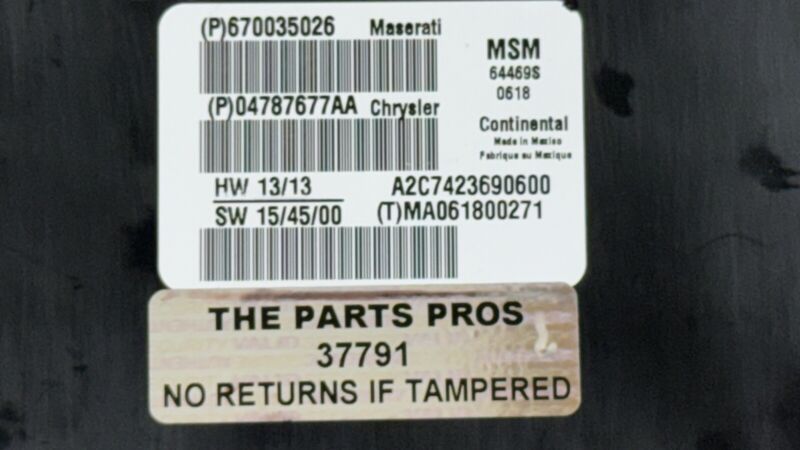 (P)670035026 Maserati
MSM
64469S
0618
(P)04787677AA Chrysler
Continental
Made in Mexico
Fabrique au Mexique
HW 13/13 A2C7423690600
SW 15/45/00 (T)MA061800271
THE PARTS PROS
37791
NO RETURNS IF TAMPERED